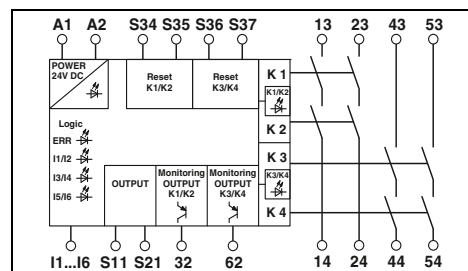 A1 A2 S34 S35 S36 S37 13 23 43 53
POWER
24V DC
Reset
K1/K2
Reset
K3/K4
K 1
K1/K2
K 2
Logic
ERR
I1/I2
I3/I4
I5/I6
OUTPUT
Monitoring
OUTPUT
K1/K2
Monitoring
OUTPUT
K3/K4
K 3
K3/K4
K 4
I1...I6 S11 S21 32 62 14 24 44 54